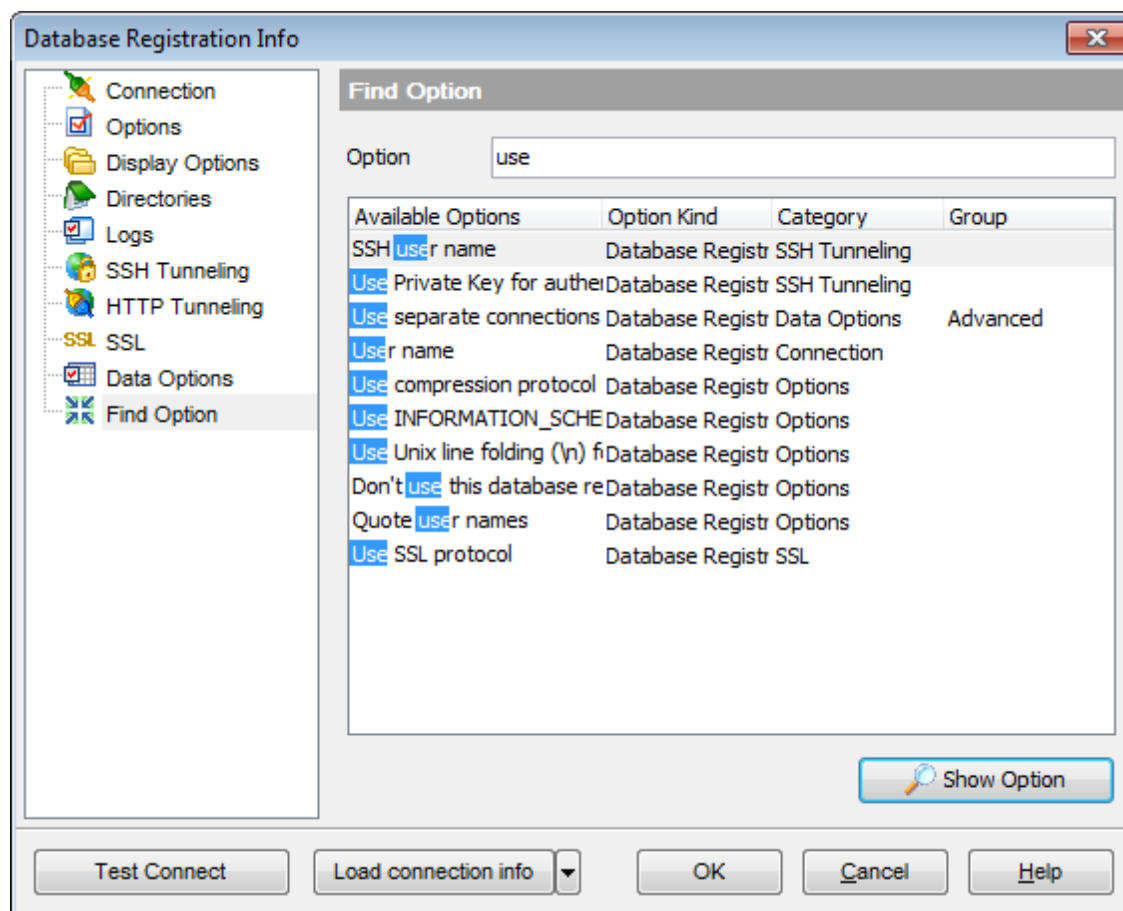 Database Registration Info
Connection
Options
Display Options
Directories
Logs
SSH Tunneling
HTTP Tunneling
SSL SSL
Data Options
Find Option
Find Option
Option use
Available Options Option Kind Category Group
SSH user name Database Registr SSH Tunneling
Use Private Key for auther Database Registr SSH Tunneling
Use separate connections Database Registr Data Options Advanced
User name Database Registr Connection
Use compression protocol Database Registr Options
Use INFORMATION_SCHE Database Registr Options
Use Unix line folding (\n) f Database Registr Options
Don't use this database re Database Registr Options
Quote user names Database Registr Options
Use SSL protocol Database Registr SSL
Show Option
Test Connect Load connection info OK Cancel Help